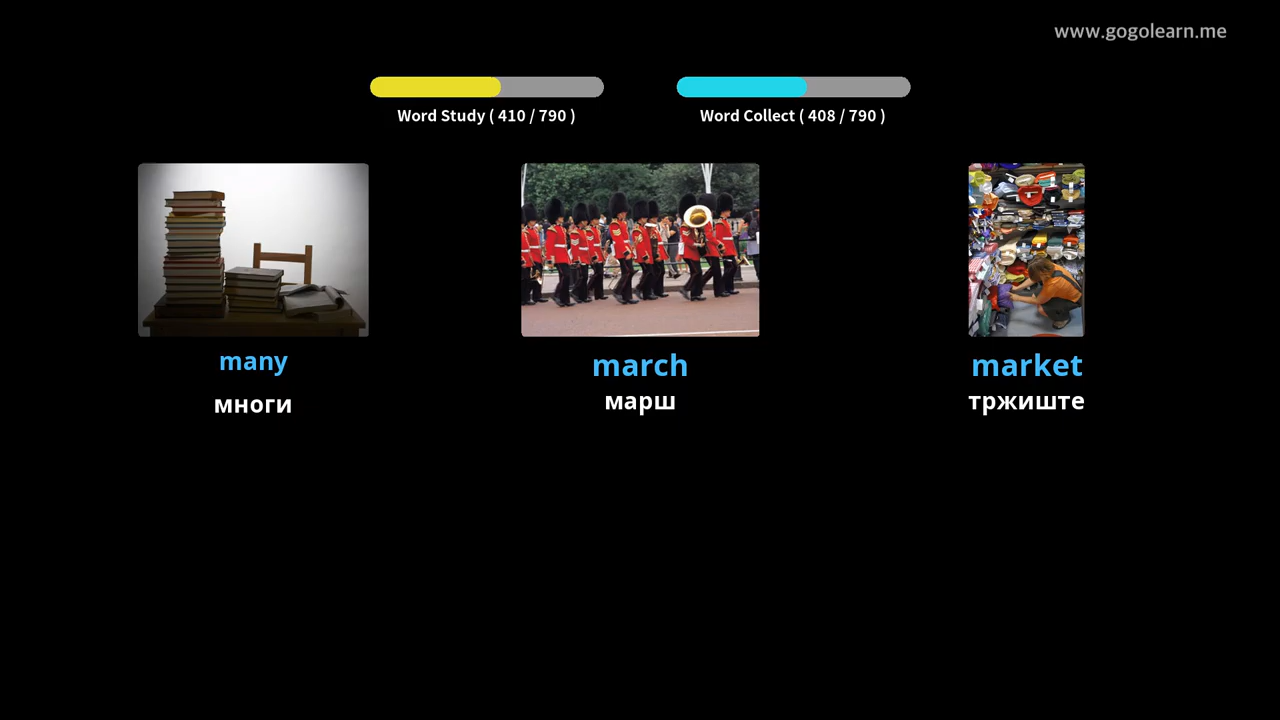 www.gogolearn.me
Word Study ( 410 / 790 )
Word Collect ( 408 / 790 )
many
многи
march
марш
market
тржиште